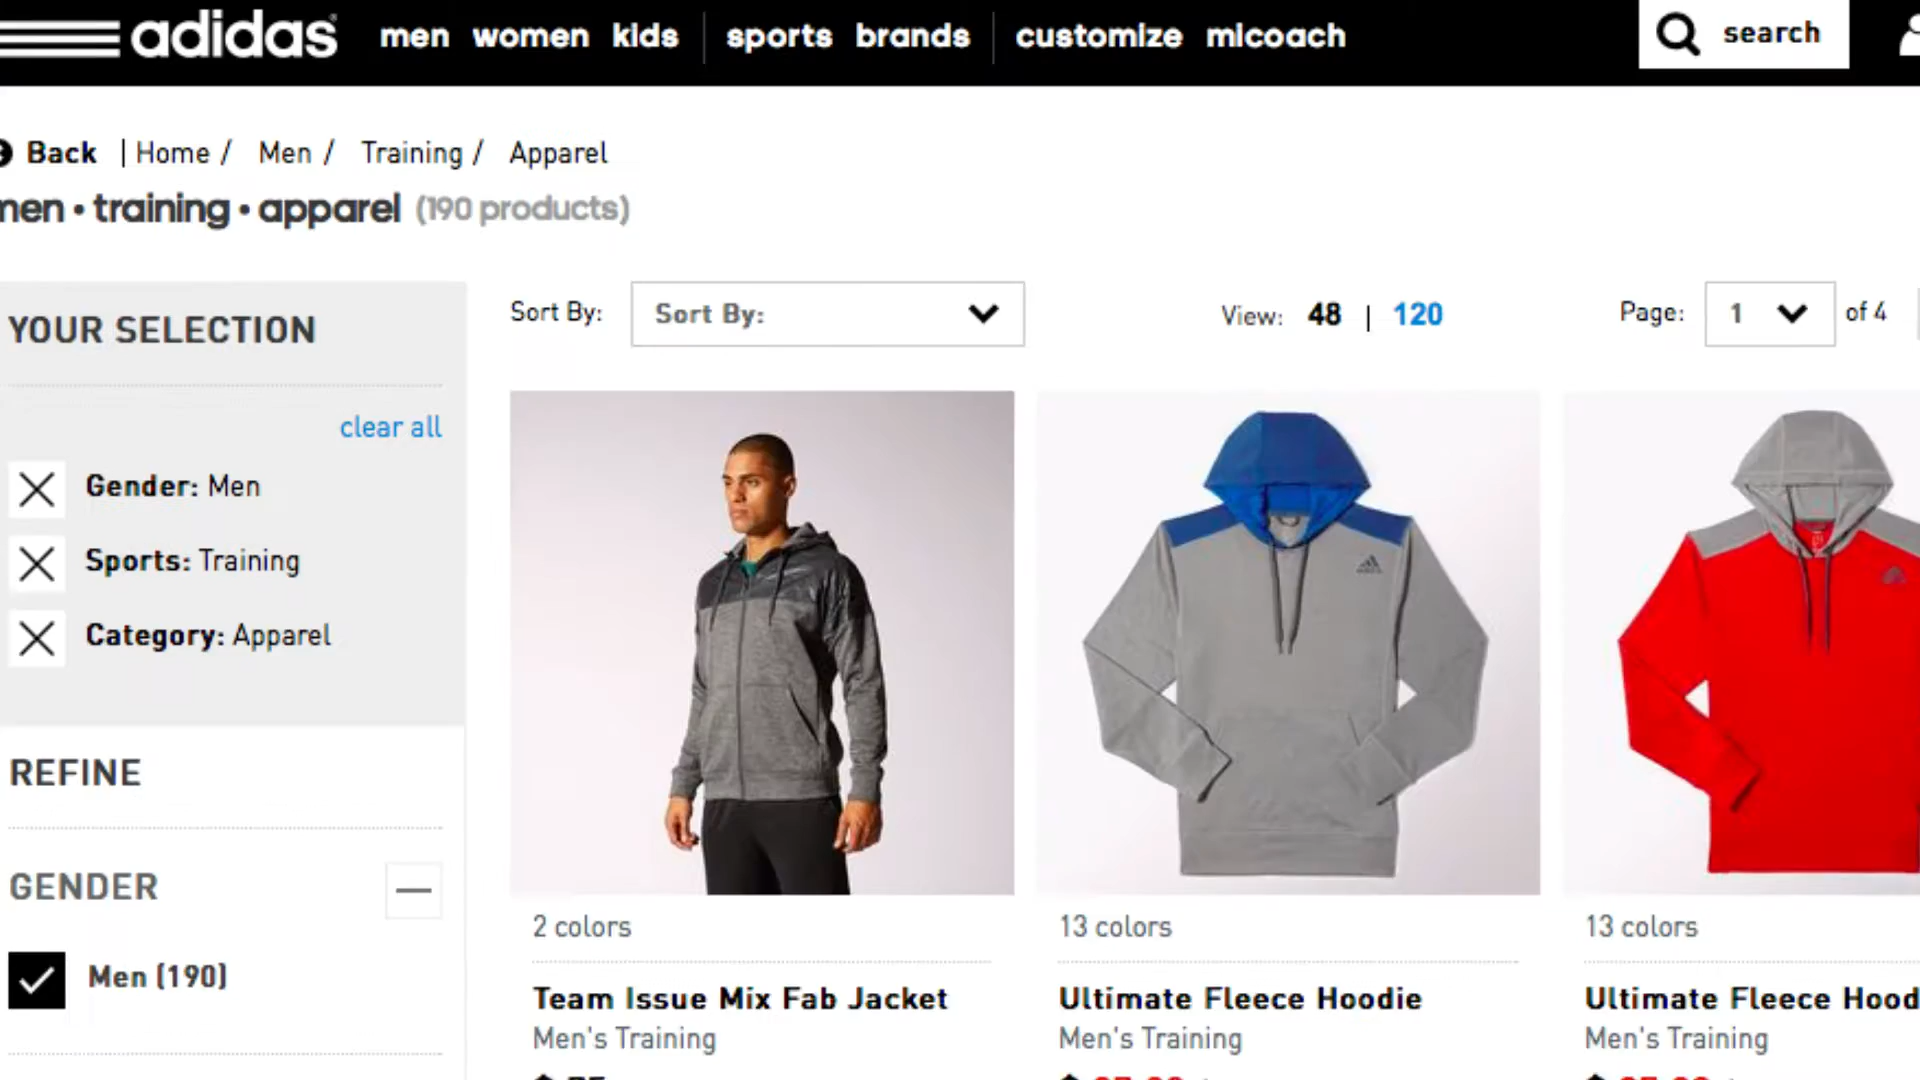 adidas men women kids sports brands customize micoach search
Back | Home / Men / Training / Apparel
men • training • apparel (190 products)
YOUR SELECTION
clear all
Gender: Men
Sports: Training
Category: Apparel
REFINE
GENDER
Men (190)
Sort By: Sort By: View: 48 | 120 Page: 1 of 4
2 colors
Team Issue Mix Fab Jacket
Men's Training
13 colors
Ultimate Fleece Hoodie
Men's Training
13 colors
Ultimate Fleece Hood
Men's Training